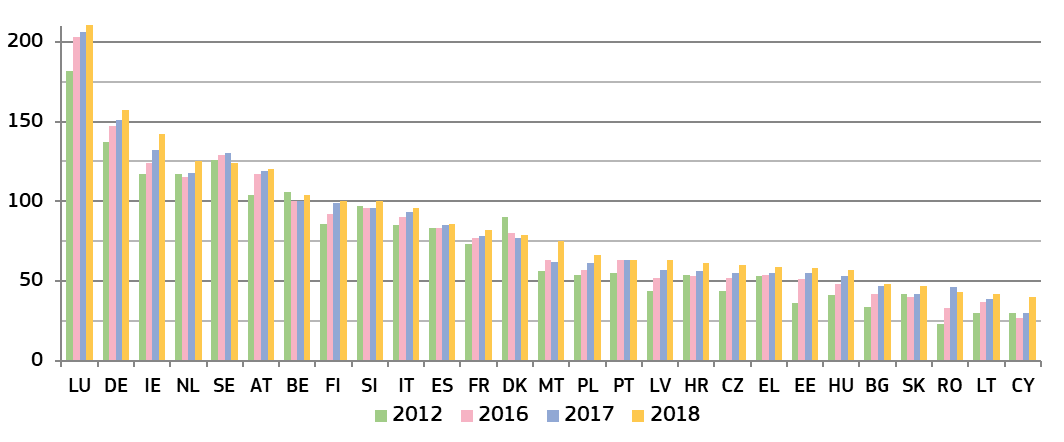 200
150
100
50
0
LU DE IE NL SE AT BE FI SI IT ES FR DK MT PL PT LV HR CZ EL EE HU BG SK RO LT CY
2012 2016 2017 2018